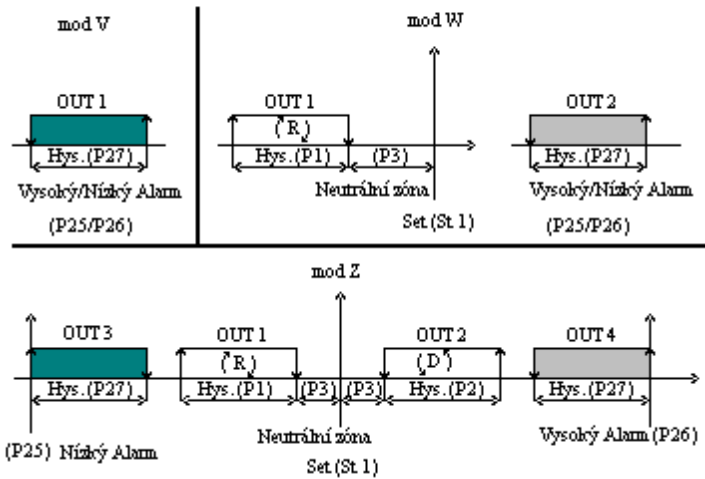 mod V
OUT 1
Hys.(P27)
Vysoký/Nízký Alarm
(P25/P26)
mod W
OUT 1
(R)
Hys.(P1)
(P3)
Neutrální zóna
Set (St 1)
OUT 2
Hys.(P27)
Vysoký/Nízký Alarm
(P25/P26)
mod Z
OUT 3
OUT 1
OUT 2
OUT 4
(R)
(D)
Hys.(P27)
Hys.(P1)
(P3)
(P3)
Hys.(P2)
Hys.(P27)
(P25) Nízký Alarm
Neutrální zóna
Vysoký Alarm (P26)
Set (St 1)